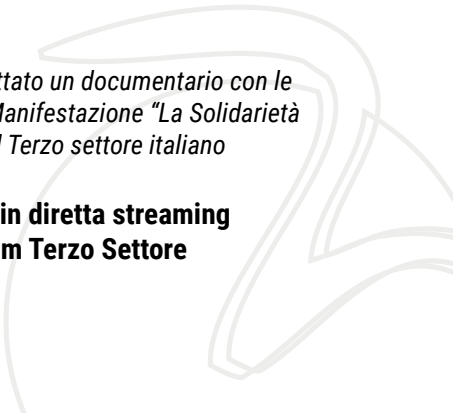 ttato un documentario con le
Manifestazione “La Solidarietà
l Terzo settore italiano
in diretta streaming
m Terzo Settore